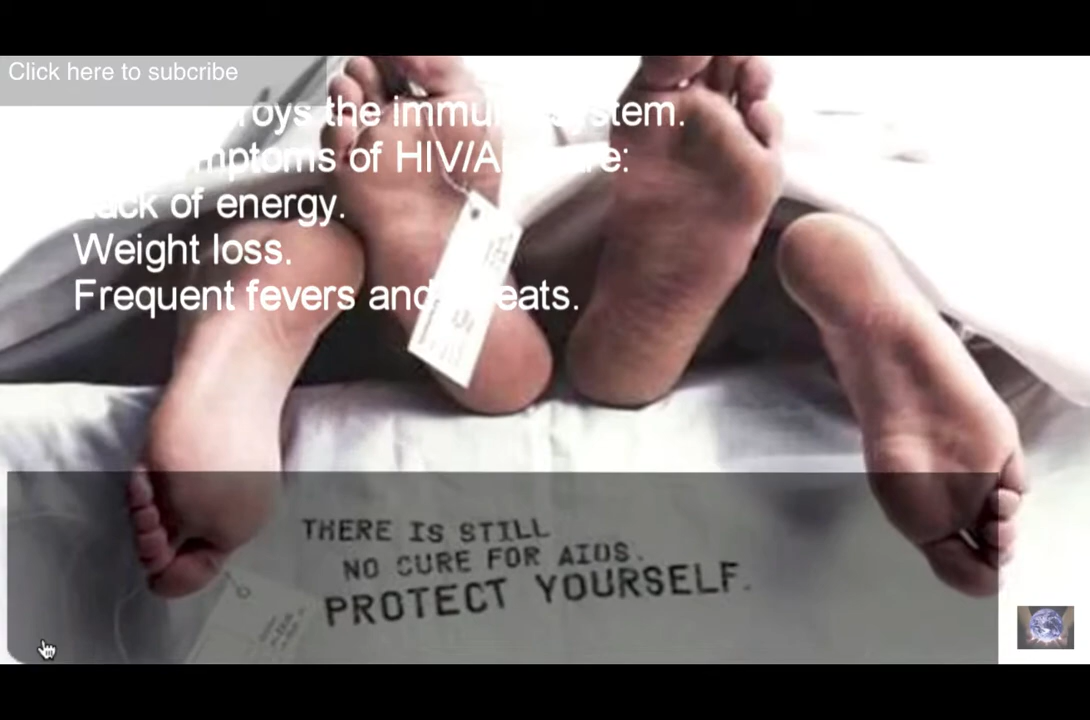 Click here to subcribe
the immu
of HIV/A
Lack of energy.
Weight loss.
Frequent fevers and
THERE IS STILL
NO CURE FOR AIDS.
PROTECT YOURSELF.